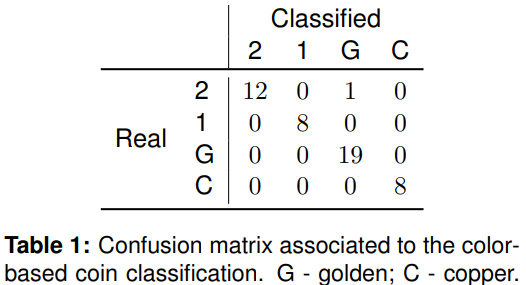 Classified
2 1 G C
2 12 0 1 0
1 0 8 0 0
Real
G 0 0 19 0
C 0 0 0 8
Table 1: Confusion matrix associated to the color-
based coin classification. G - golden; C - copper.